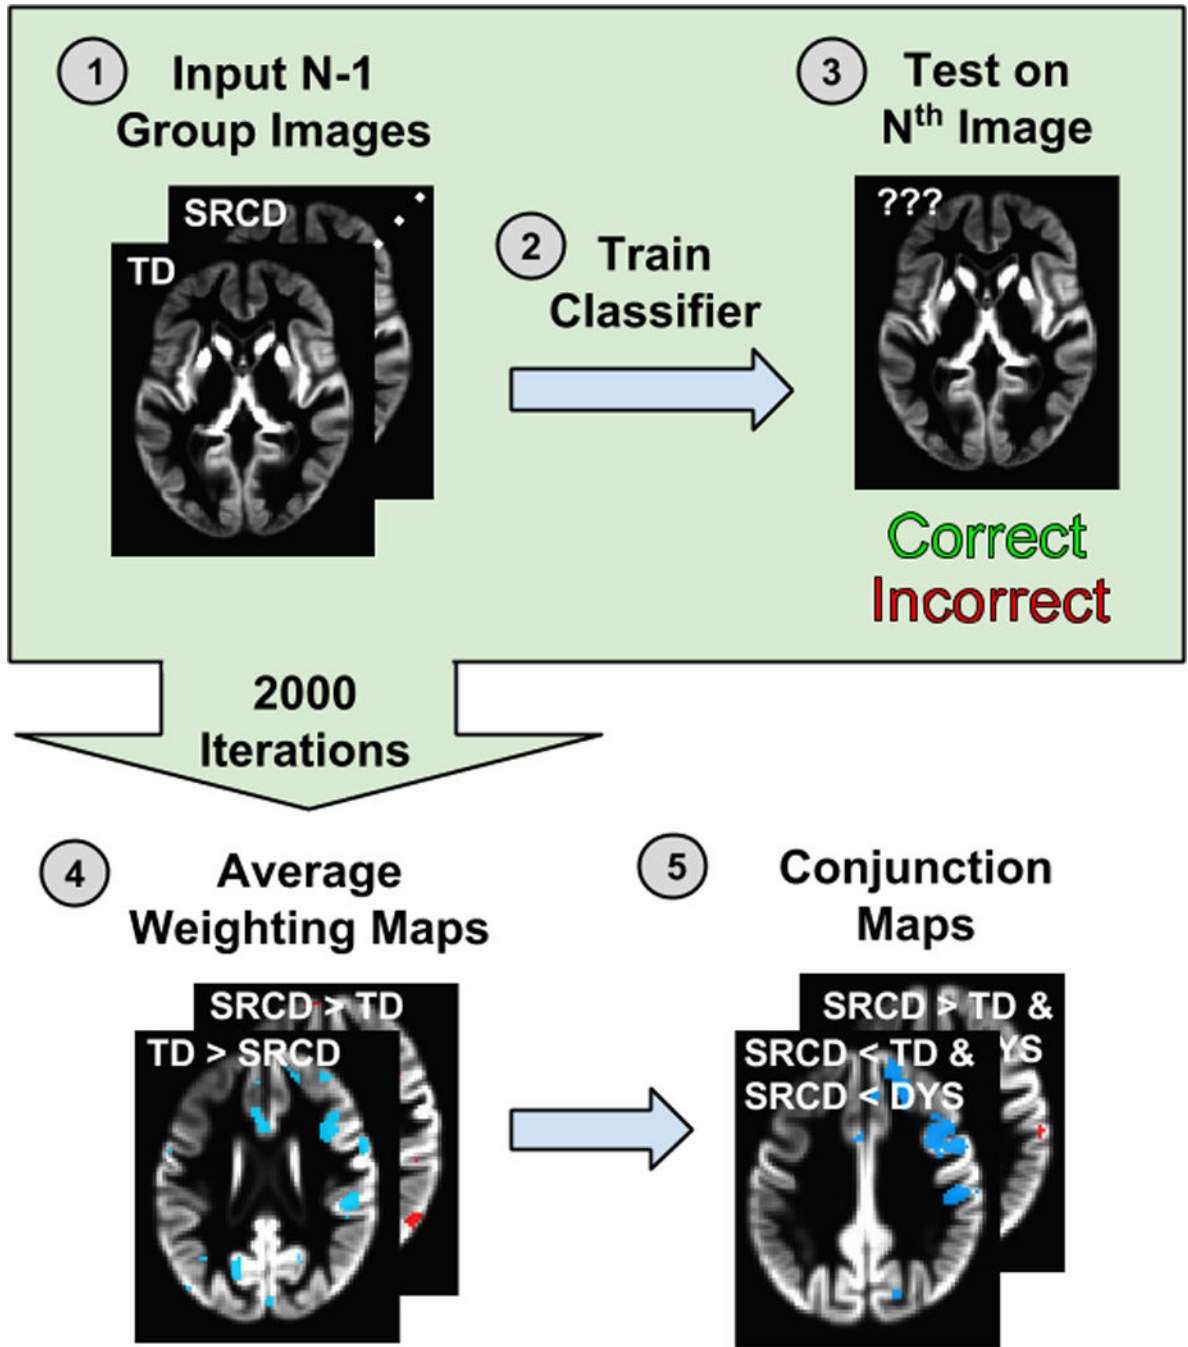 1 Input N-1
Group Images
SRCD
TD
2 Train
Classifier
3 Test on
Nth Image
???
Correct
Incorrect
2000
Iterations
4 Average
Weighting Maps
SRCD > TD
TD > SRCD
5 Conjunction
Maps
SRCD > TD &
SRCD < TD &
SRCD < DYS